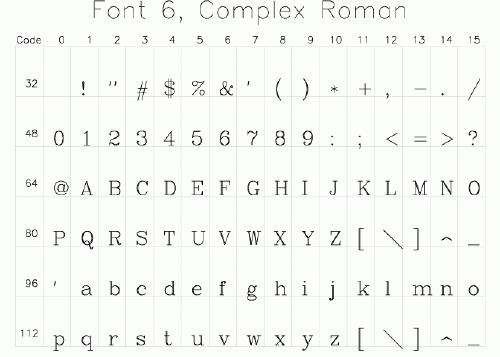 Font 6, Complex Roman
Code 0 1 2 3 4 5 6 7 8 9 10 11 12 13 14 15
32 ! " # $ % & ' ( ) * + , - . /
48 0 1 2 3 4 5 6 7 8 9 : ; < = > ?
64 @ A B C D E F G H I J K L M N O
80 P Q R S T U V W X Y Z [ \ ] ^ _
96 ' a b c d e f g h i j k l m n o
112 p q r s t u v w x y z [ \ ] ^ _